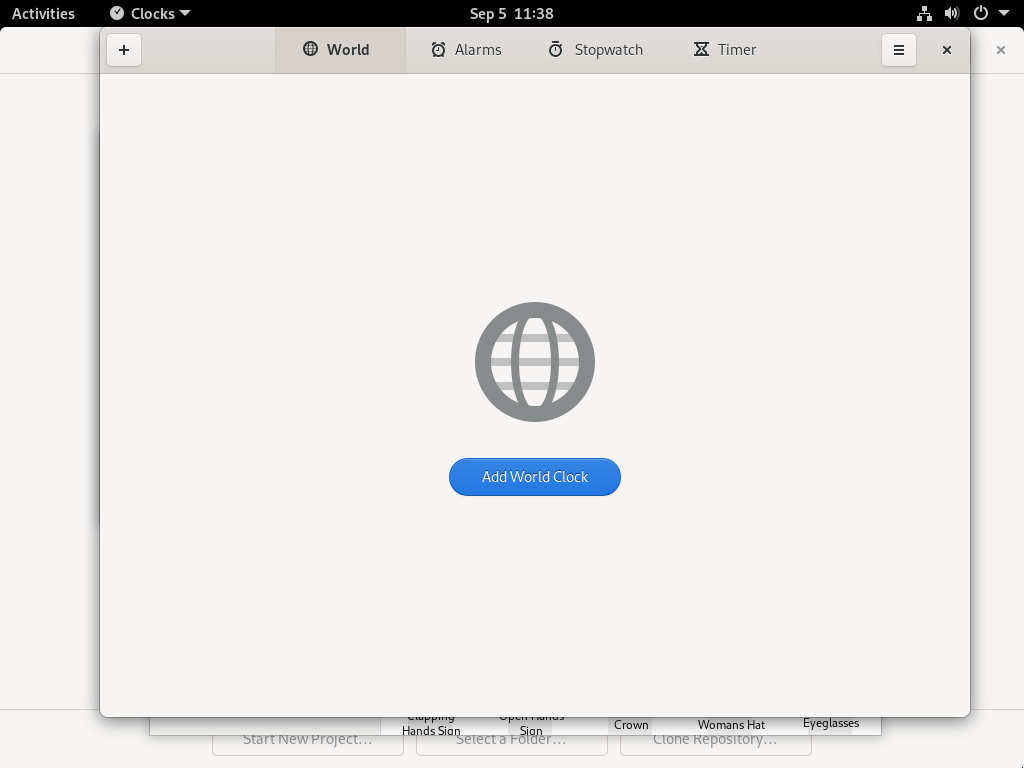 Activities Clocks Sep 5 11:38
World Alarms Stopwatch Timer
Add World Clock
Clapping Open Hands
Hands Sign Sign Crown Womans Hat Eyeglasses
Start New Project... Select a Folder... Clone Repository...